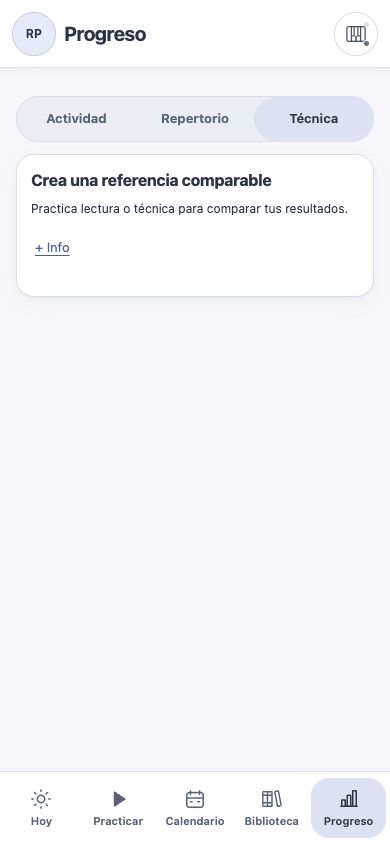 RP
Progreso
Actividad
Repertorio
Técnica
Crea una referencia comparable
Practica lectura o técnica para comparar tus resultados.
+ Info
Hoy
Practicar
Calendario
Biblioteca
Progreso